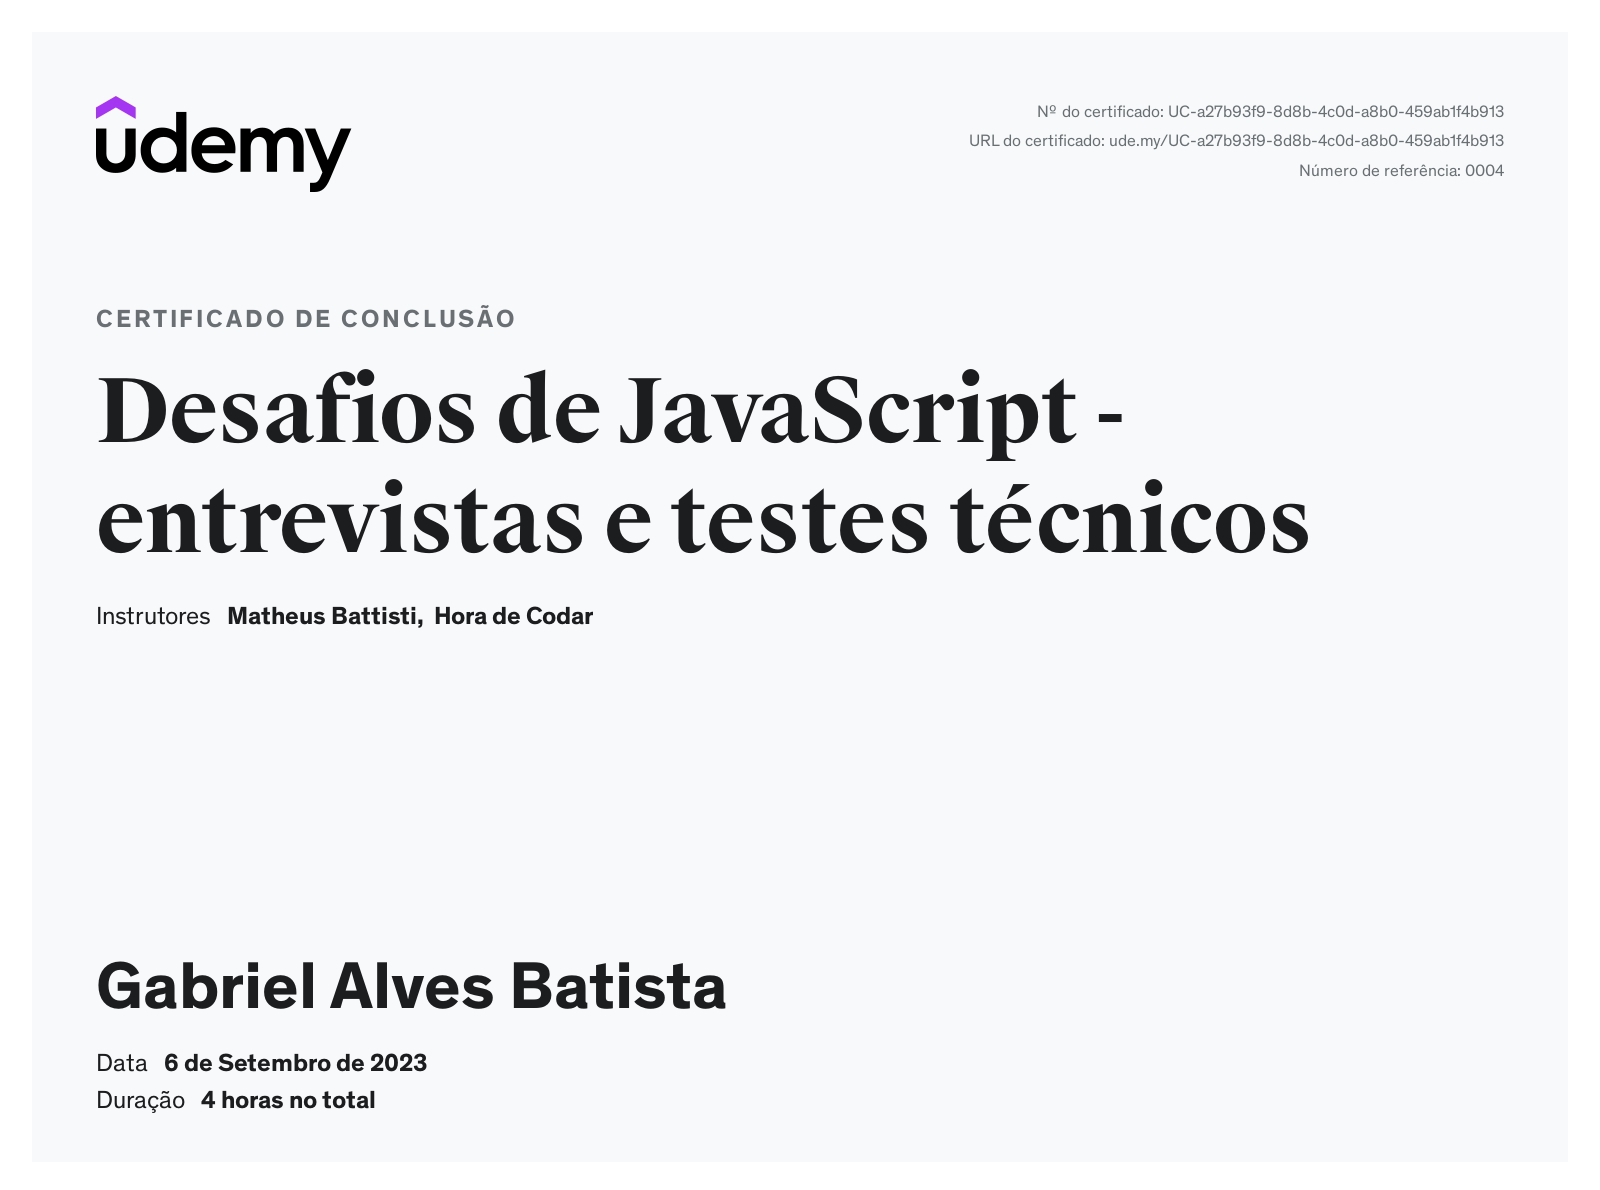 udemy
Nº do certificado: UC-a27b93f9-8d8b-4c0d-a8b0-459ab1f4b913
URL do certificado: ude.my/UC-a27b93f9-8d8b-4c0d-a8b0-459ab1f4b913
Número de referência: 0004
CERTIFICADO DE CONCLUSÃO
Desafios de JavaScript -
entrevistas e testes técnicos
Instrutores Matheus Battisti, Hora de Codar
Gabriel Alves Batista
Data 6 de Setembro de 2023
Duração 4 horas no total